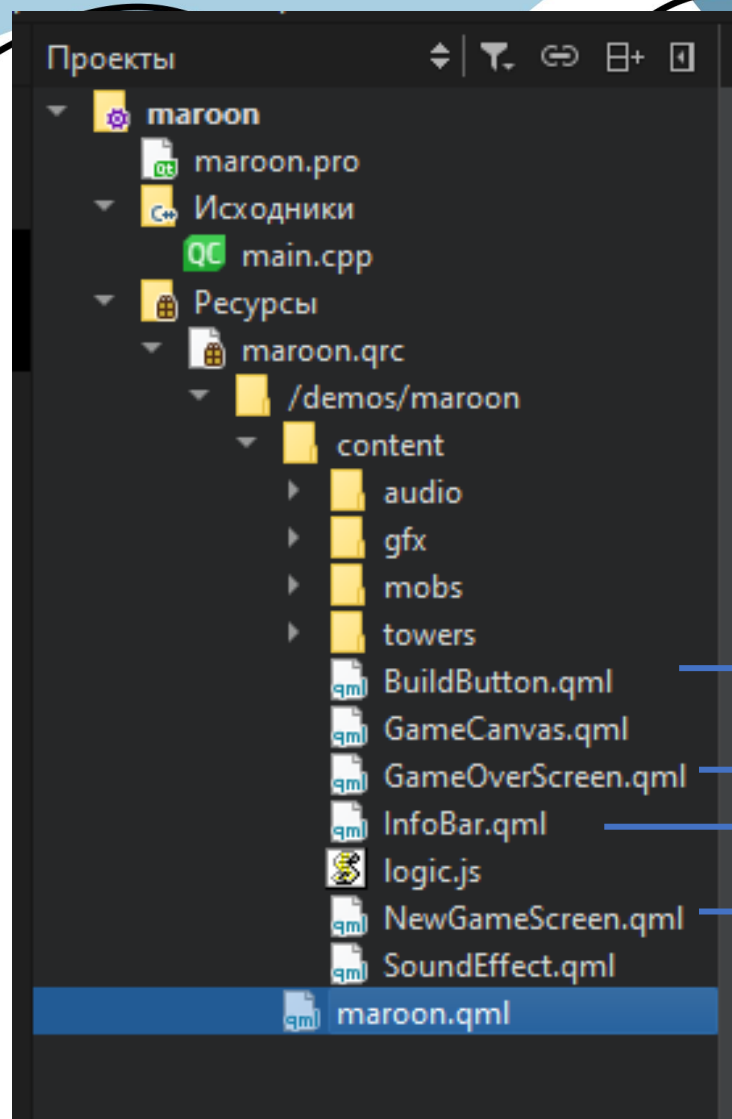 Проекты
maroon
maroon.pro
Исходники
main.cpp
Ресурсы
maroon.qrc
/demos/maroon
content
audio
gfx
mobs
towers
BuildButton.qml
GameCanvas.qml
GameOverScreen.qml
InfoBar.qml
logic.js
NewGameScreen.qml
SoundEffect.qml
maroon.qml